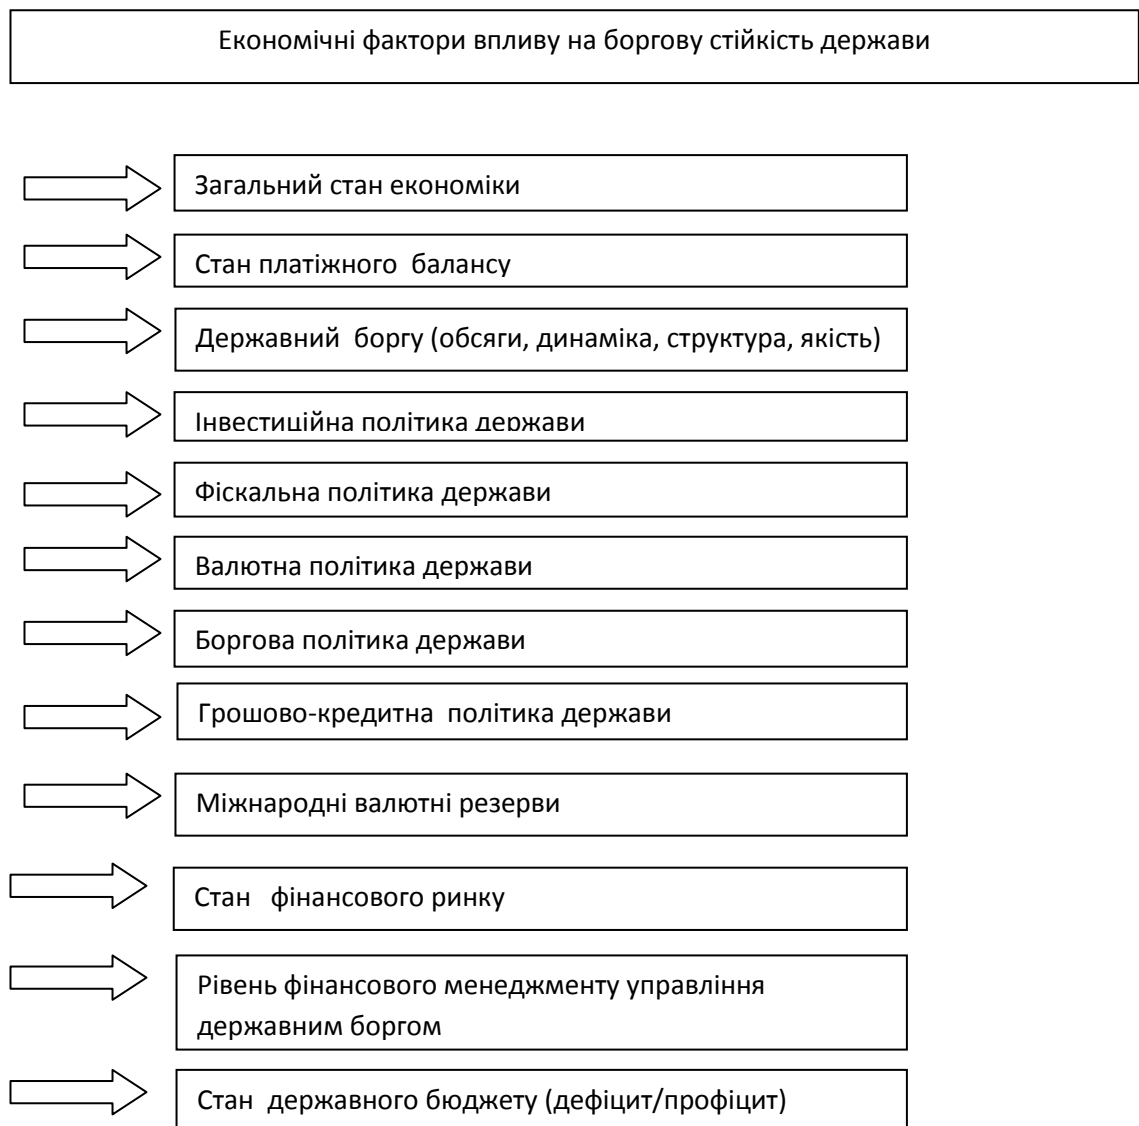 Економічні фактори впливу на боргову стійкість держави
Загальний стан економіки
Стан платіжного балансу
Державний боргу (обсяги, динаміка, структура, якість)
Інвестиційна політика держави
Фіскальна політика держави
Валютна політика держави
Боргова політика держави
Грошово-кредитна політика держави
Міжнародні валютні резерви
Стан фінансового ринку
Рівень фінансового менеджменту управління
державним боргом
Стан державного бюджету (дефіцит/профіцит)